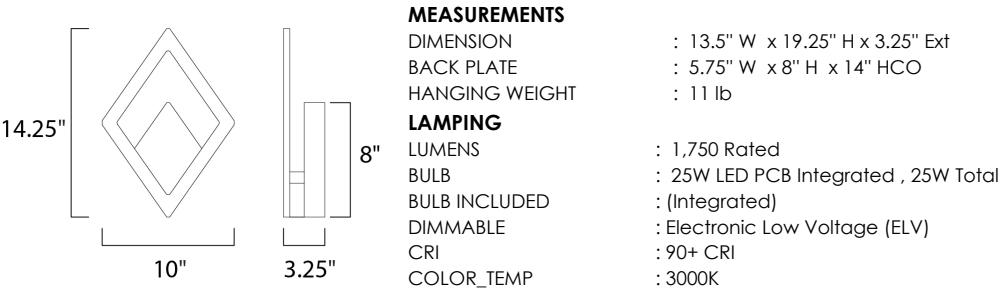 14.25"
10"
8"
3.25"
MEASUREMENTS
DIMENSION : 13.5" W x 19.25" H x 3.25" Ext
BACK PLATE : 5.75" W x 8" H x 14" HCO
HANGING WEIGHT : 11 lb
LAMPING
LUMENS : 1,750 Rated
BULB : 25W LED PCB Integrated , 25W Total
BULB INCLUDED : (Integrated)
DIMMABLE : Electronic Low Voltage (ELV)
CRI : 90+ CRI
COLOR_TEMP : 3000K